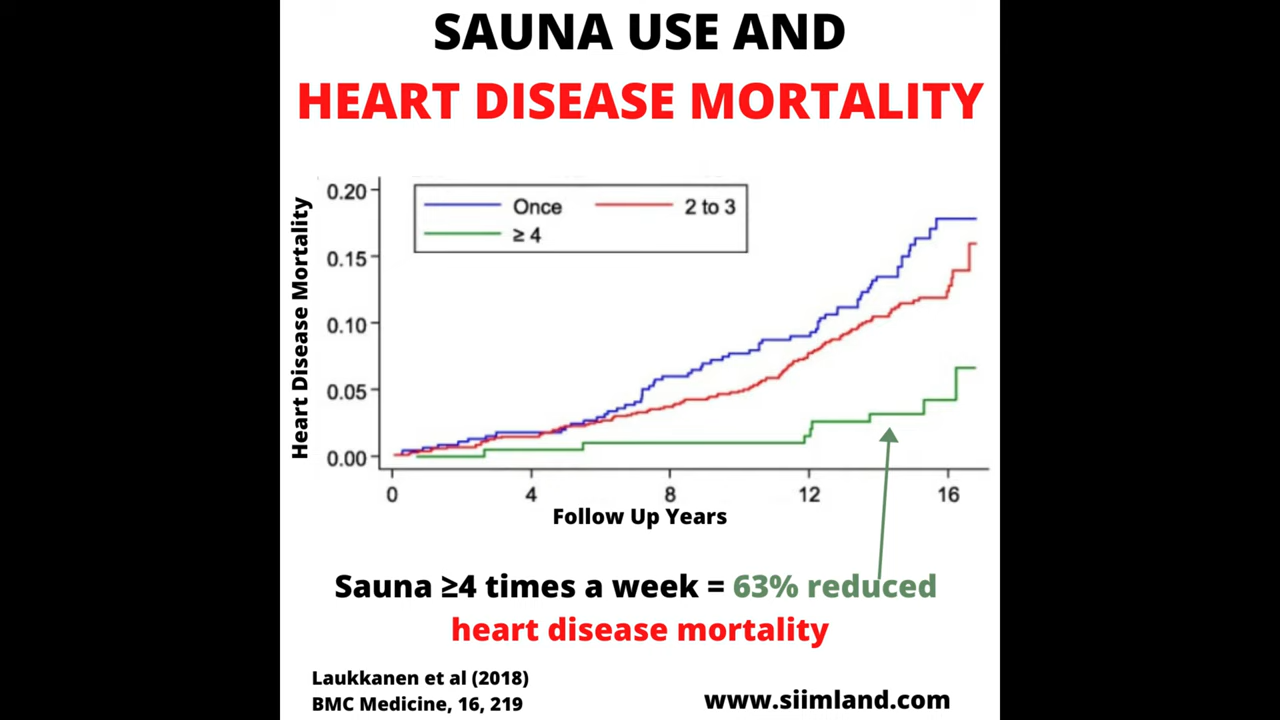 SAUNA USE AND
HEART DISEASE MORTALITY
Heart Disease Mortality
0.20
0.15
0.10
0.05
0.00
Once
2 to 3
≥ 4
0 4 8 12 16
Follow Up Years
Sauna ≥4 times a week = 63% reduced
heart disease mortality
Laukkanen et al (2018)
BMC Medicine, 16, 219
www.siimland.com